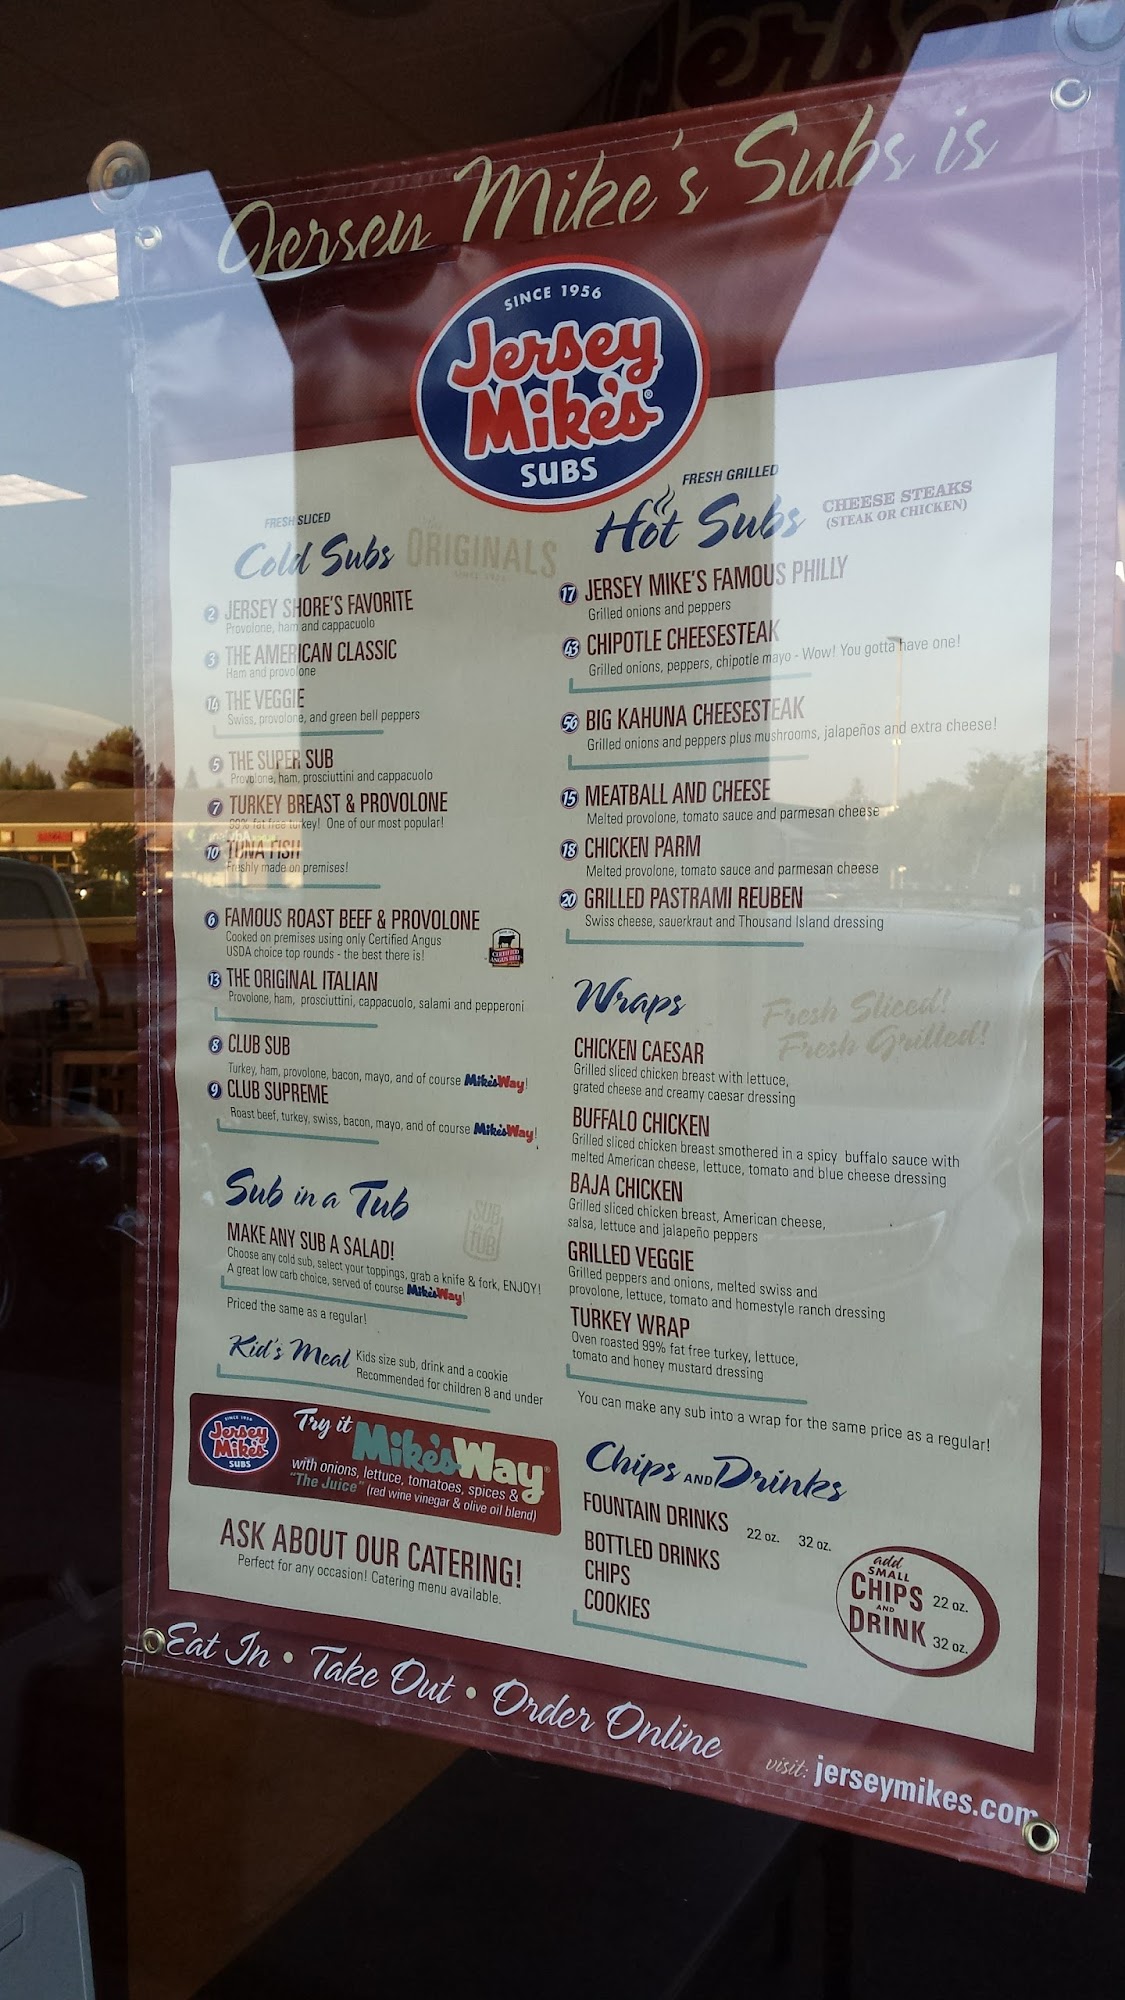 Jersey Mike's Subs is
SINCE 1956
Jersey
Mike's®
SUBS
FRESH SLICED
Cold Subs
ORIGINALS
2 JERSEY SHORE'S FAVORITE
Provolone, ham and cappacuolo
3 THE AMERICAN CLASSIC
Ham and provolone
14 THE VEGGIE
Swiss, provolone, and green bell peppers
5 THE SUPER SUB
Provolone, ham, prosciuttini and cappacuolo
7 TURKEY BREAST & PROVOLONE
99% fat free turkey! One of our most popular!
10 TUNA FISH
Freshly made on premises!
6 FAMOUS ROAST BEEF & PROVOLONE
Cooked on premises using only Certified Angus
USDA choice top rounds - the best there is!
CERTIFIED
ANGUS BEEF
13 THE ORIGINAL ITALIAN
Provolone, ham, prosciuttini, cappacuolo, salami and pepperoni
8 CLUB SUB
Turkey, ham, provolone, bacon, mayo, and of course Mike's Way!
9 CLUB SUPREME
Roast beef, turkey, swiss, bacon, mayo, and of course Mike's Way!
Sub in a Tub
SUB
TUB
MAKE ANY SUB A SALAD!
Choose any cold sub, select your toppings, grab a knife & fork, ENJOY!
A great low carb choice, served of course Mike's Way!
Priced the same as a regular!
Kid's Meal Kids size sub, drink and a cookie
Recommended for children 8 and under
SINCE 1956
Jersey
Mike's
SUBS
Try it
Mike's Way®
with onions, lettuce, tomatoes, spices &
"The Juice" (red wine vinegar & olive oil blend)
ASK ABOUT OUR CATERING!
Perfect for any occasion! Catering menu available.
FRESH GRILLED
Hot Subs
CHEESE STEAKS
(STEAK OR CHICKEN)
17 JERSEY MIKE'S FAMOUS PHILLY
Grilled onions and peppers
43 CHIPOTLE CHEESESTEAK
Grilled onions, peppers, chipotle mayo - Wow! You gotta have one!
56 BIG KAHUNA CHEESESTEAK
Grilled onions and peppers plus mushrooms, jalapeños and extra cheese!
15 MEATBALL AND CHEESE
Melted provolone, tomato sauce and parmesan cheese
18 CHICKEN PARM
Melted provolone, tomato sauce and parmesan cheese
20 GRILLED PASTRAMI REUBEN
Swiss cheese, sauerkraut and Thousand Island dressing
Wraps
Fresh Sliced!
Fresh Grilled!
CHICKEN CAESAR
Grilled sliced chicken breast with lettuce,
grated cheese and creamy caesar dressing
BUFFALO CHICKEN
Grilled sliced chicken breast smothered in a spicy buffalo sauce with
melted American cheese, lettuce, tomato and blue cheese dressing
BAJA CHICKEN
Grilled sliced chicken breast, American cheese,
salsa, lettuce and jalapeño peppers
GRILLED VEGGIE
Grilled peppers and onions, melted swiss and
provolone, lettuce, tomato and homestyle ranch dressing
TURKEY WRAP
Oven roasted 99% fat free turkey, lettuce,
tomato and honey mustard dressing
You can make any sub into a wrap for the same price as a regular!
Chips AND Drinks
FOUNTAIN DRINKS 22 oz. 32 oz.
BOTTLED DRINKS
CHIPS
COOKIES
add
SMALL
CHIPS 22 oz.
AND
DRINK 32 oz.
Eat In • Take Out • Order Online
visit: jerseymikes.com